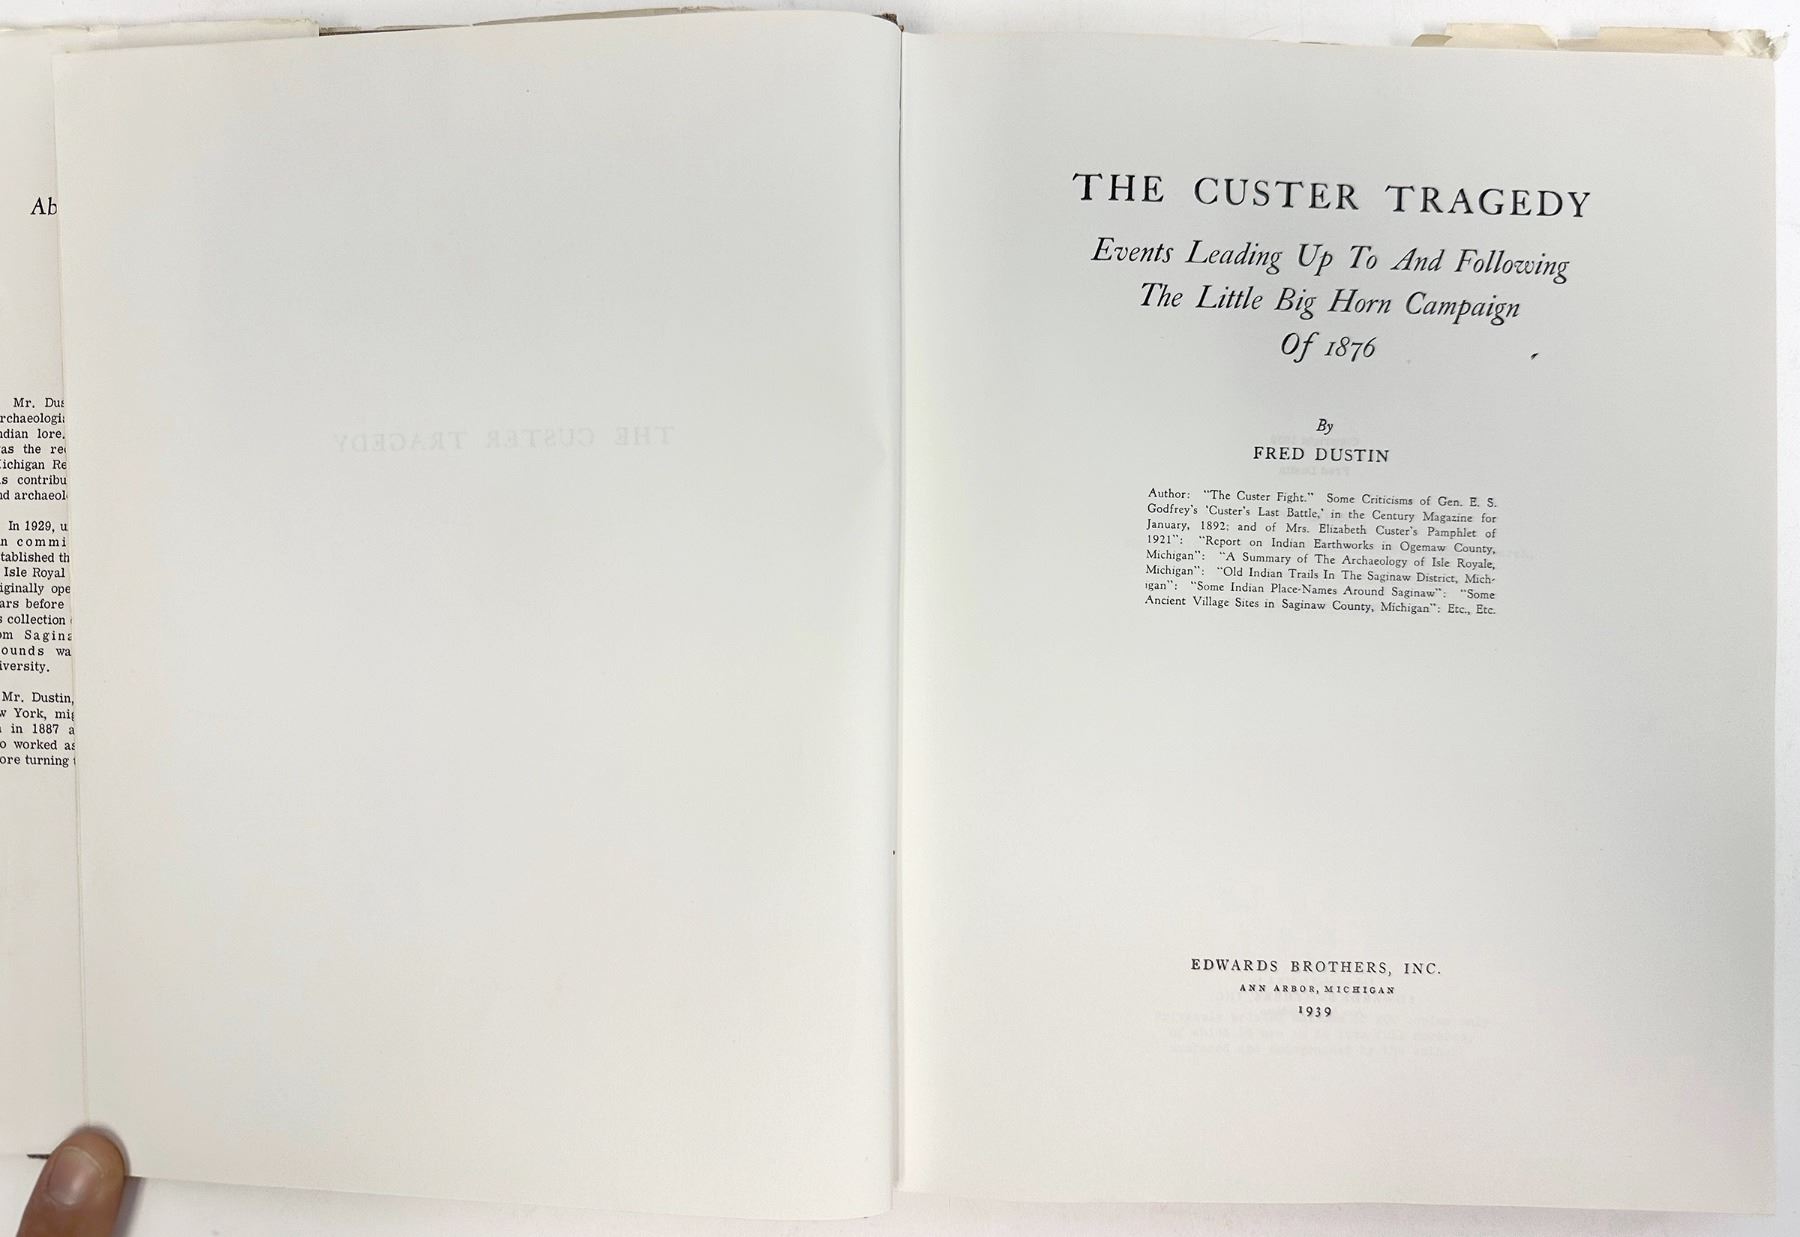 Ab
Mr. Dus
rchaeologi
ndian lore.
as the re
ichigan Re
s contribu
nd archaeol
In 1929, u
n commi
tablished th
Isle Royal
iginally ope
ars before
s collection
om Sagina
ounds wa
iversity.
Mr. Dustin,
w York, mig
in 1887 a
o worked as
ore turning
THE CUSTER TRAGEDY
THE CUSTER TRAGEDY
Events Leading Up To And Following
The Little Big Horn Campaign
Of 1876
By
FRED DUSTIN
Author: "The Custer Fight." Some Criticisms of Gen. E. S.
Godfrey's 'Custer's Last Battle,' in the Century Magazine for
January, 1892; and of Mrs. Elizabeth Custer's Pamphlet of
1921": "Report on Indian Earthworks in Ogemaw County,
Michigan": "A Summary of The Archaeology of Isle Royale,
Michigan": "Old Indian Trails In The Saginaw District, Mich-
igan": "Some Indian Place-Names Around Saginaw": "Some
Ancient Village Sites in Saginaw County, Michigan": Etc., Etc.
EDWARDS BROTHERS, INC.
ANN ARBOR, MICHIGAN
1939